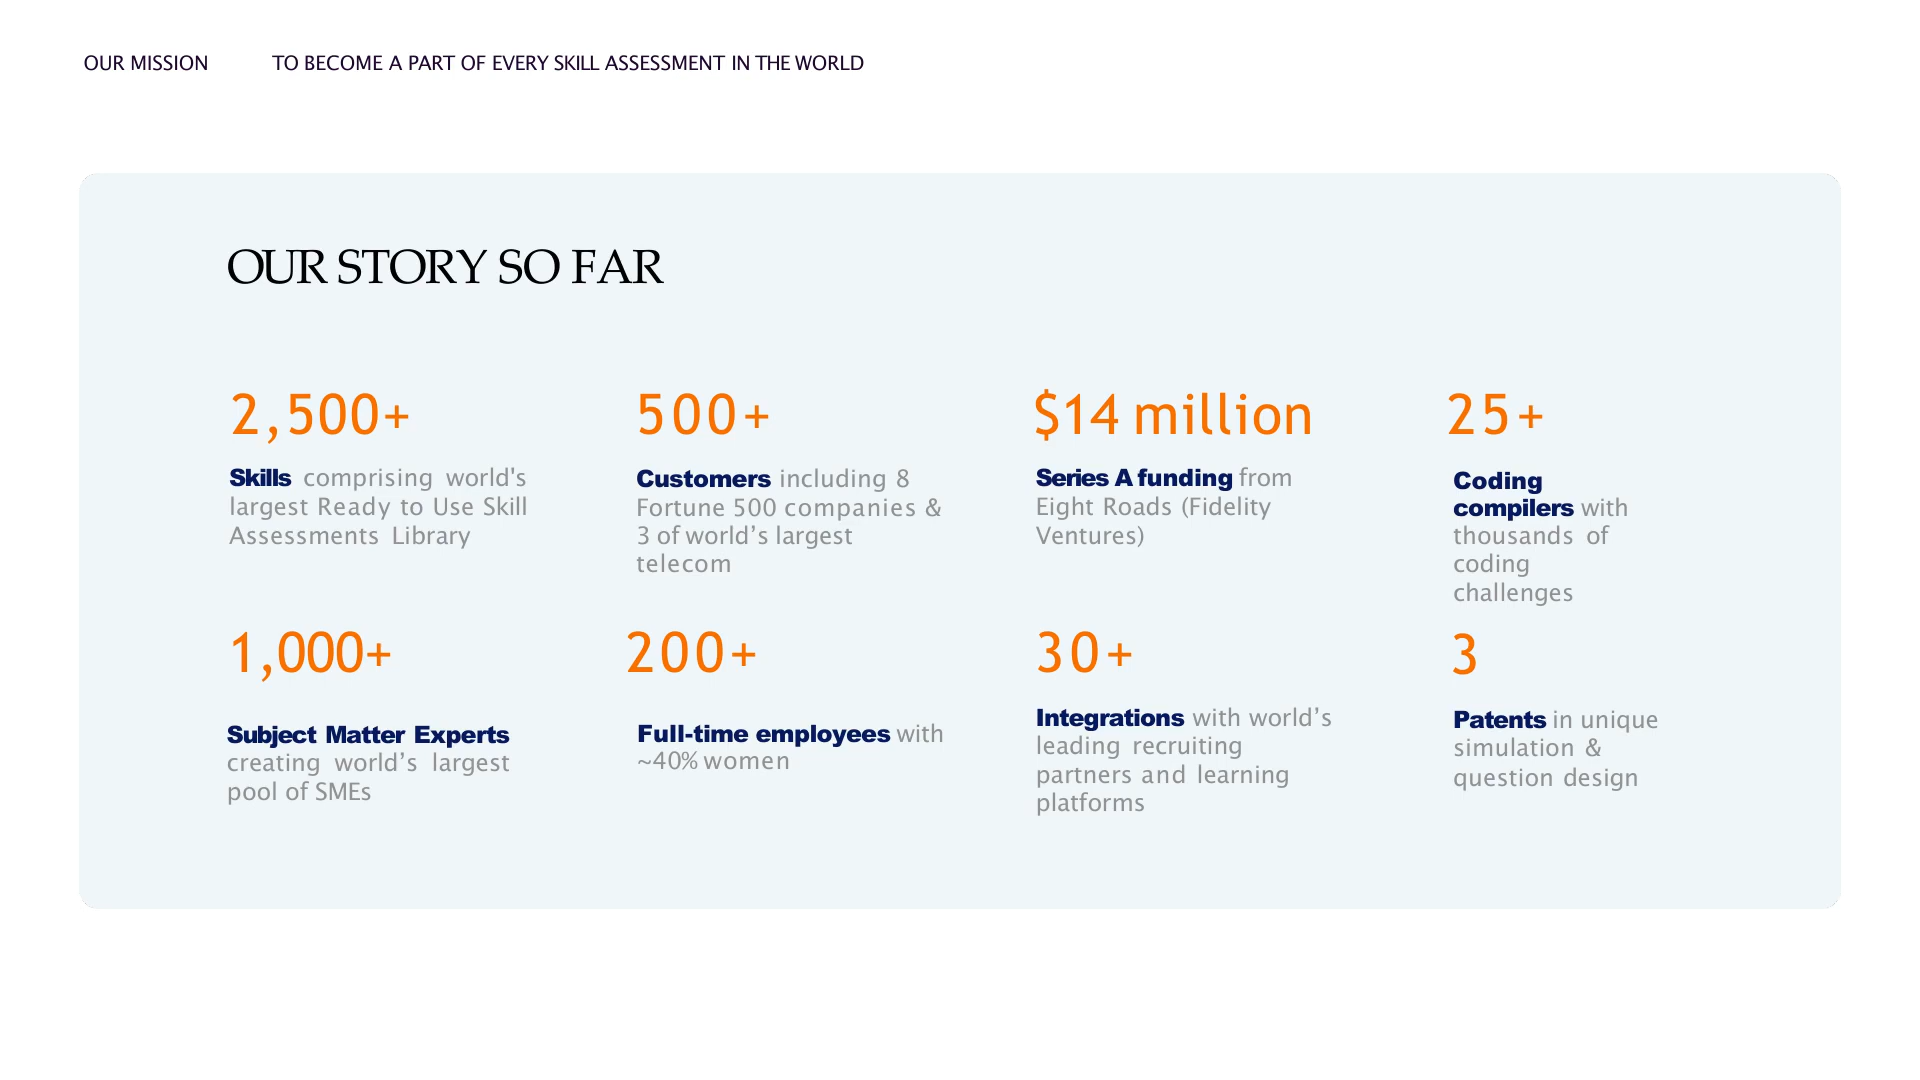 OUR MISSION TO BECOME A PART OF EVERY SKILL ASSESSMENT IN THE WORLD
OUR STORY SO FAR
2,500+
Skills comprising world's
largest Ready to Use Skill
Assessments Library
500+
Customers including 8
Fortune 500 companies &
3 of world’s largest
telecom
$14 million
Series A funding from
Eight Roads (Fidelity
Ventures)
25+
Coding
compilers with
thousands of
coding
challenges
1,000+
Subject Matter Experts
creating world’s largest
pool of SMEs
200+
Full-time employees with
~40% women
30+
Integrations with world’s
leading recruiting
partners and learning
platforms
3
Patents in unique
simulation &
question design